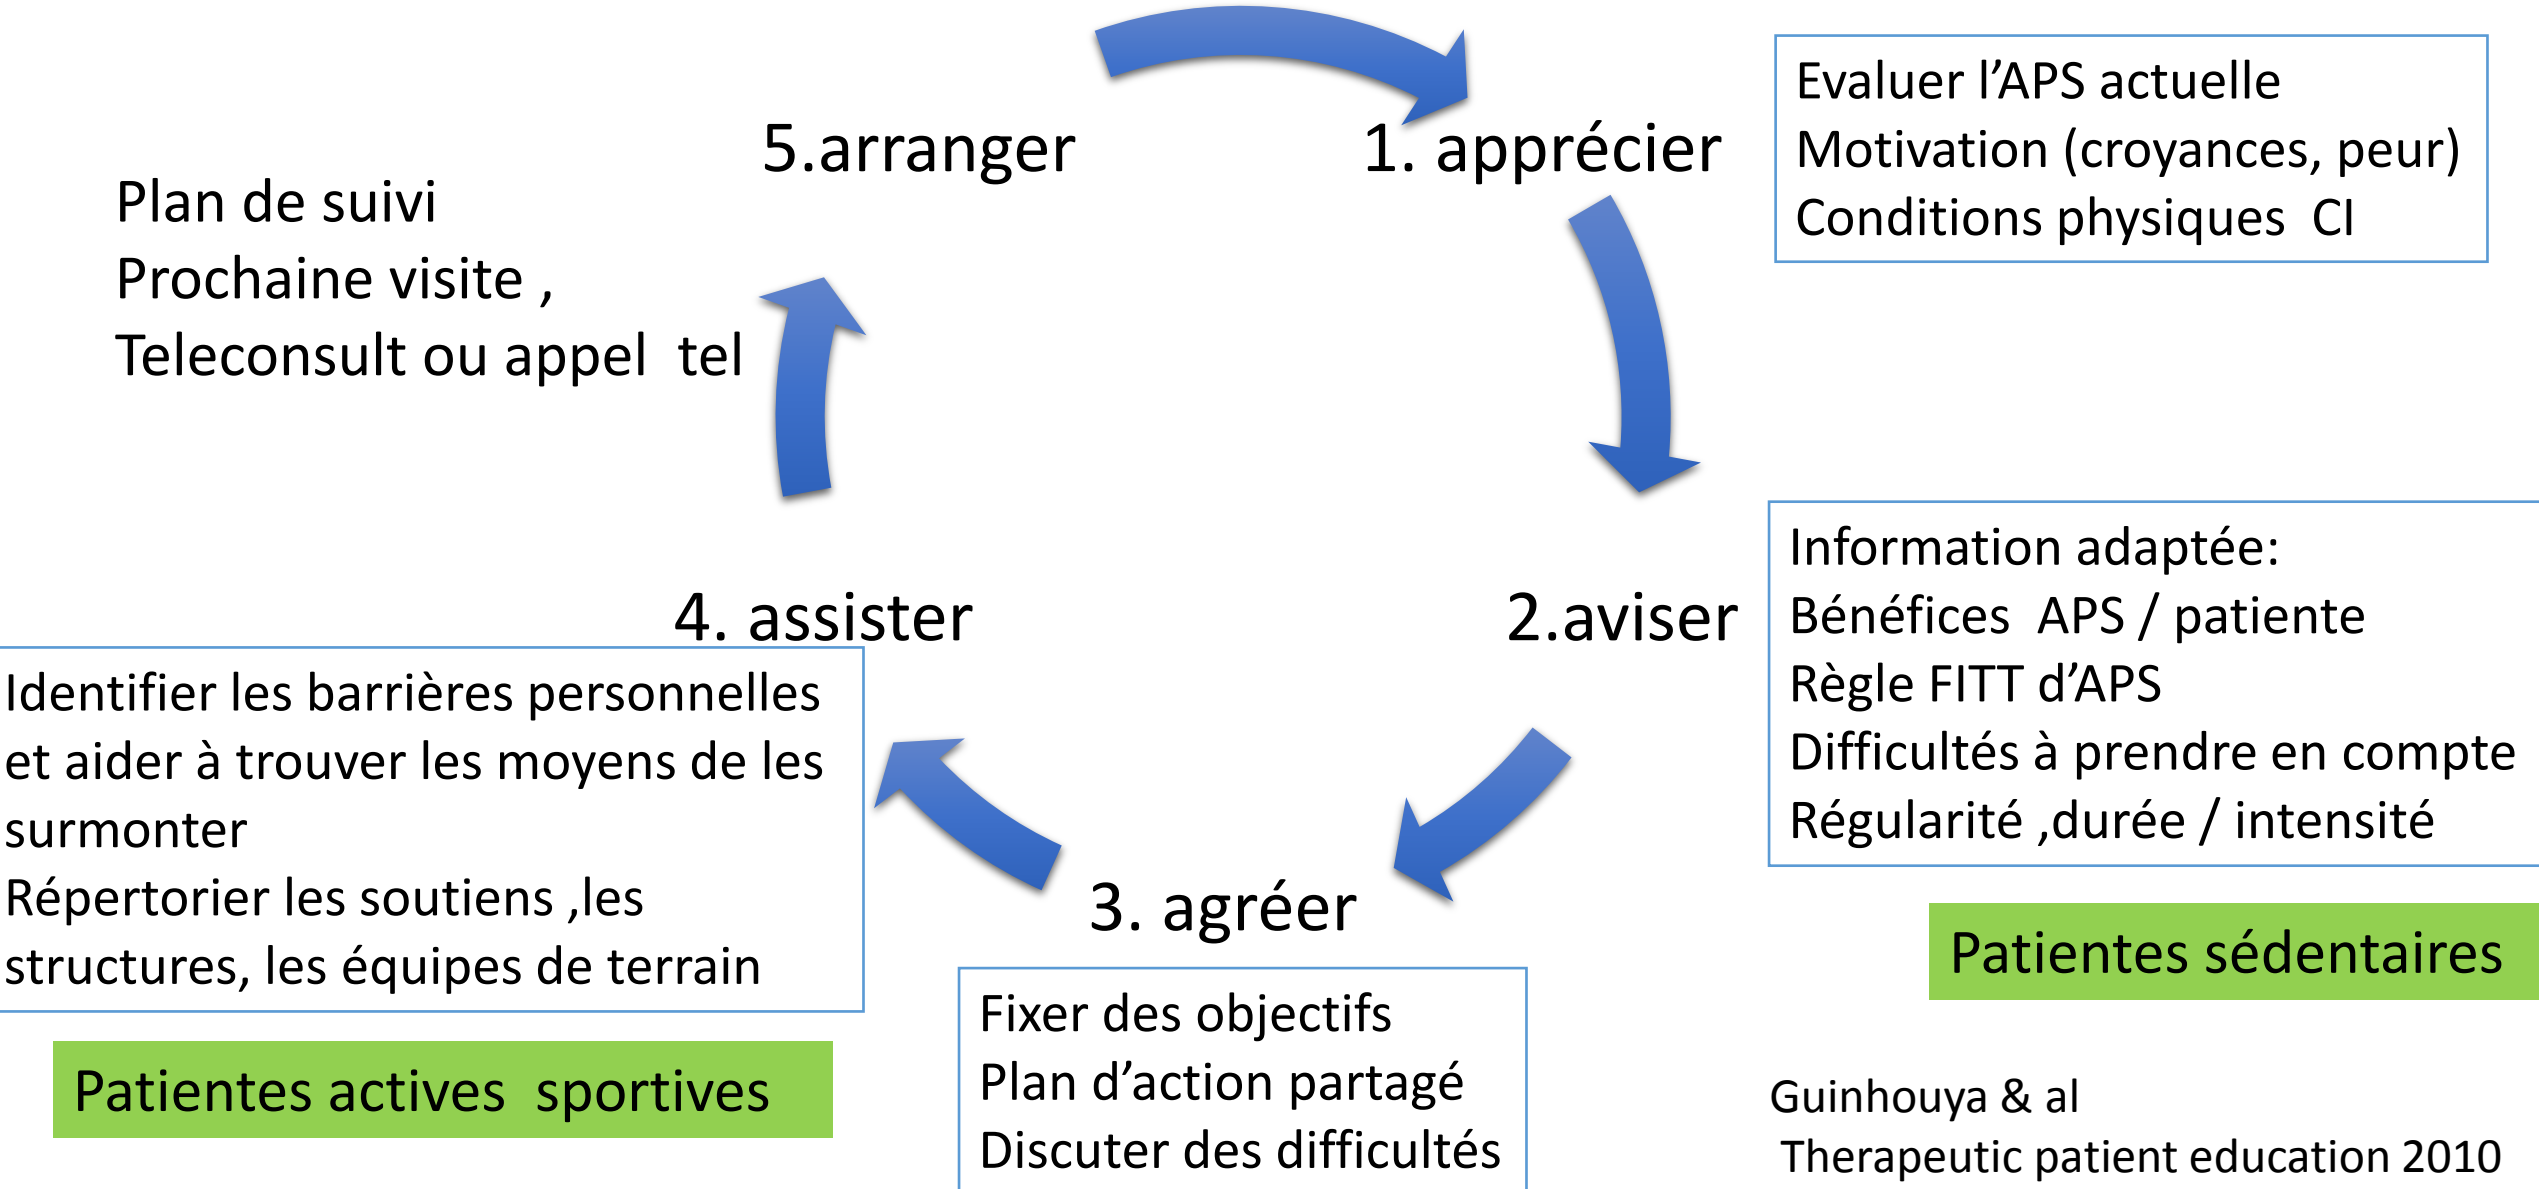 5.arranger
1. apprécier
Evaluer l’APS actuelle
Motivation (croyances, peur)
Conditions physiques  CI
Plan de suivi
Prochaine visite ,
Teleconsult ou appel  tel
4. assister
2.aviser
Information adaptée:
Bénéfices  APS / patiente
Règle FITT d’APS
Difficultés à prendre en compte
Régularité ,durée / intensité
Identifier les barrières personnelles
et aider à trouver les moyens de les
surmonter
Répertorier les soutiens ,les
structures, les équipes de terrain
3. agréer
Patientes sédentaires
Fixer des objectifs
Plan d’action partagé
Discuter des difficultés
Patientes actives  sportives
Guinhouya & al
Therapeutic patient education 2010